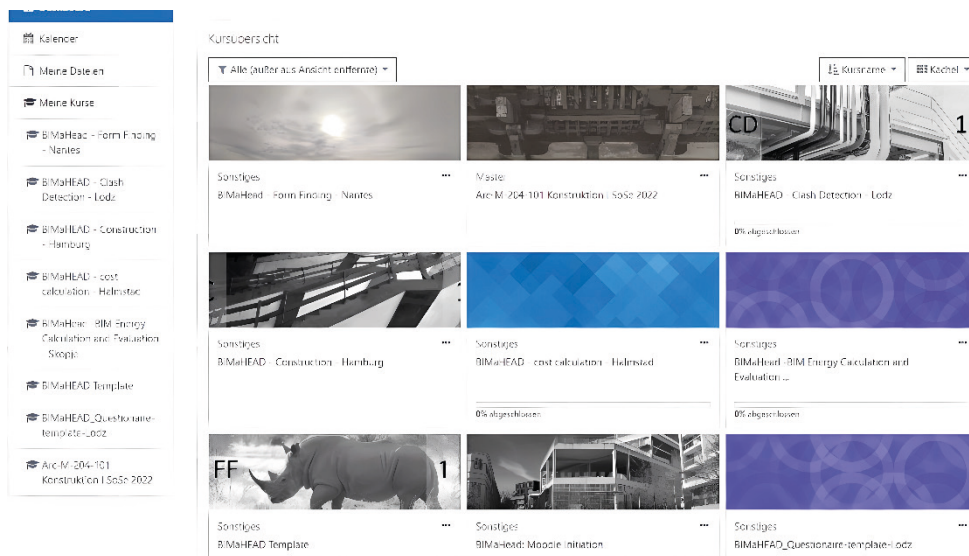 Kalender
Meine Dateien
Meine Kurse
BIMaHead - Form Finding
- Nantes
BIMaHEAD - Clash
Detection - Lodz
BIMaHEAD - Construction
- Hamburg
BIMaHEAD - cost
calculation - Halmstad
BIMaHead -BIM Energy
Calculation and Evaluation
- Skopje
BIMaHEAD Template
BIMaHEAD_Questionaire-
template-Lodz
Arc-M-204-101
Konstruktion I SoSe 2022
Kursübersicht
Alle (außer aus Ansicht entfernte)
Kursname
Kachel
CD 1
Sonstiges
BIMaHead - Form Finding - Nantes
Master
Arc-M-204-101 Konstruktion I SoSe 2022
Sonstiges
BIMaHEAD - Clash Detection - Lodz
0% abgeschlossen
Sonstiges
BIMaHEAD - Construction - Hamburg
Sonstiges
BIMaHEAD - cost calculation - Halmstad
0% abgeschlossen
Sonstiges
BIMaHead -BIM Energy Calculation and
Evaluation ...
0% abgeschlossen
FF 1
Sonstiges
BIMaHEAD Template
Sonstiges
BIMaHead: Moodle Initiation
Sonstiges
BIMaHEAD_Questionaire-template-Lodz